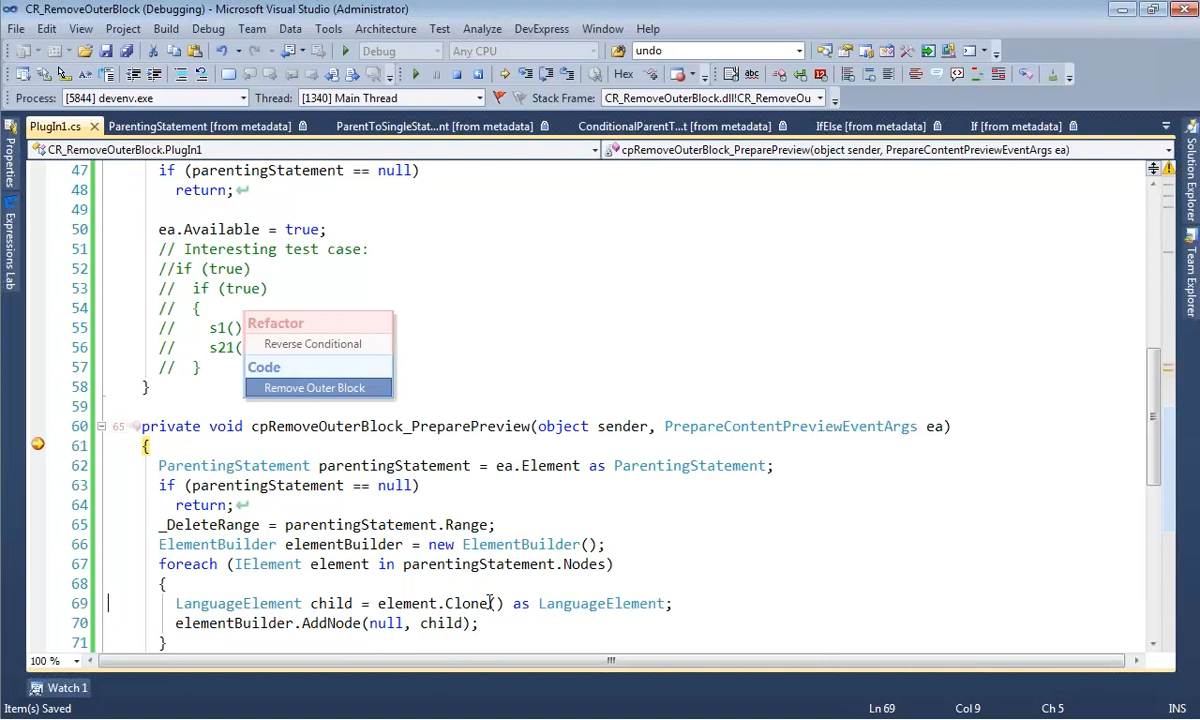 CR_RemoveOuterBlock (Debugging) - Microsoft Visual Studio (Administrator)
File Edit View Project Build Debug Team Data Tools Architecture Test Analyze DevExpress Window Help
Debug Any CPU undo
Hex
Process: [5844] devenv.exe Thread: [1340] Main Thread Stack Frame: CR_RemoveOuterBlock.dll!CR_RemoveOu
PlugIn1.cs ParentingStatement [from metadata] ParentToSingleStat...nt [from metadata] ConditionalParentT...t [from metadata] IfElse [from metadata] If [from metadata]
CR_RemoveOuterBlock.PlugIn1 cpRemoveOuterBlock_PreparePreview(object sender, PrepareContentPreviewEventArgs ea)
Properties
Expressions Lab
Solution Explorer
Team Explorer
47 if (parentingStatement == null)
48 return;
49
50 ea.Available = true;
51 // Interesting test case:
52 //if (true)
53 // if (true)
54 // {
55 // s1()
56 // s21(
57 // }
58 }
59
Refactor
Reverse Conditional
Code
Remove Outer Block
60 65 private void cpRemoveOuterBlock_PreparePreview(object sender, PrepareContentPreviewEventArgs ea)
61 {
62 ParentingStatement parentingStatement = ea.Element as ParentingStatement;
63 if (parentingStatement == null)
64 return;
65 _DeleteRange = parentingStatement.Range;
66 ElementBuilder elementBuilder = new ElementBuilder();
67 foreach (IElement element in parentingStatement.Nodes)
68 {
69 LanguageElement child = element.Clone() as LanguageElement;
70 elementBuilder.AddNode(null, child);
71 }
100 %
Watch 1
Item(s) Saved Ln 69 Col 9 Ch 5 INS